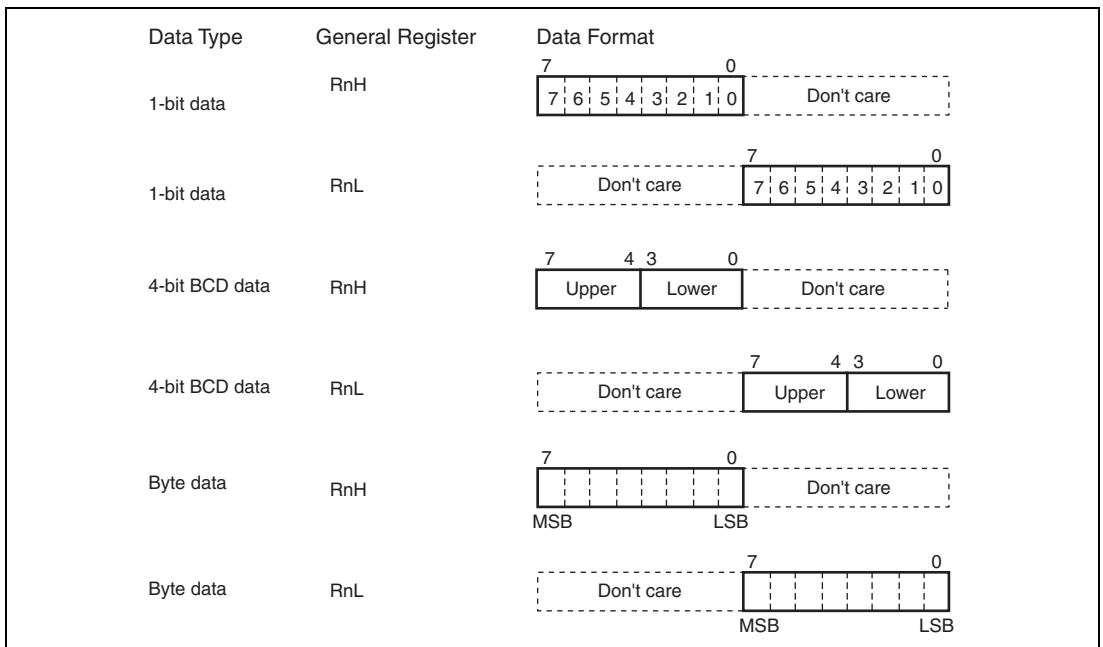 Data Type General Register Data Format
7 0
RnH
1-bit data 7 6 5 4 3 2 1 0 Don't care
7 0
1-bit data RnL Don't care 7 6 5 4 3 2 1 0
7 4 3 0
4-bit BCD data RnH Upper Lower Don't care
7 4 3 0
4-bit BCD data RnL Don't care Upper Lower
7 0
Byte data RnH Don't care
MSB LSB
7 0
Byte data RnL Don't care
MSB LSB